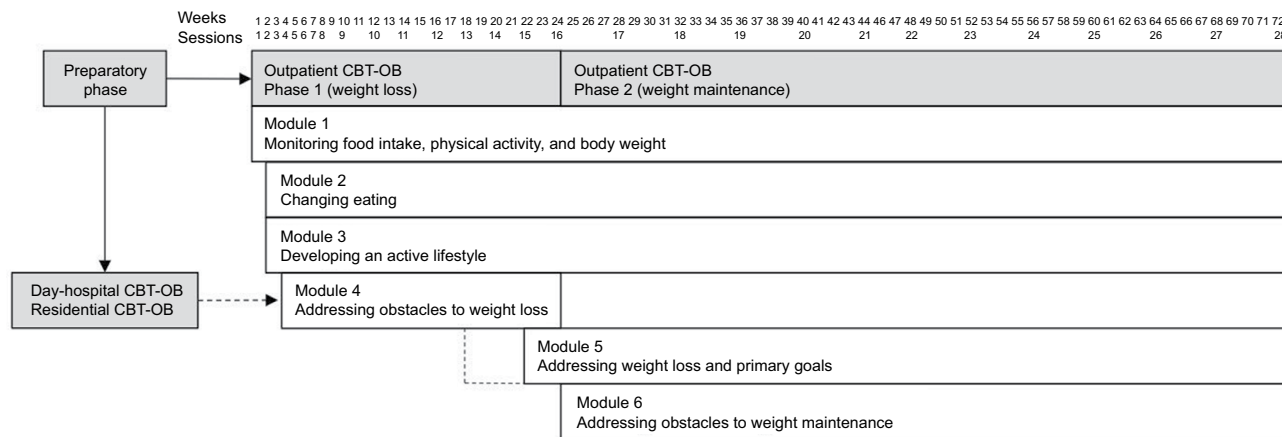 Weeks 1 2 3 4 5 6 7 8 9 10 11 12 13 14 15 16 17 18 19 20 21 22 23 24 25 26 27 28 29 30 31 32 33 34 35 36 37 38 39 40 41 42 43 44 45 46 47 48 49 50 51 52 53 54 55 56 57 58 59 60 61 62 63 64 65 66 67 68 69 70 71 72
Sessions 1 2 3 4 5 6 7 8 9 10 11 12 13 14 15 16 17 18 19 20 21 22 23 24 25 26 27 28
Preparatory
phase
Outpatient CBT-OB
Phase 1 (weight loss)
Outpatient CBT-OB
Phase 2 (weight maintenance)
Module 1
Monitoring food intake, physical activity, and body weight
Module 2
Changing eating
Module 3
Developing an active lifestyle
Day-hospital CBT-OB
Residential CBT-OB
Module 4
Addressing obstacles to weight loss
Module 5
Addressing weight loss and primary goals
Module 6
Addressing obstacles to weight maintenance